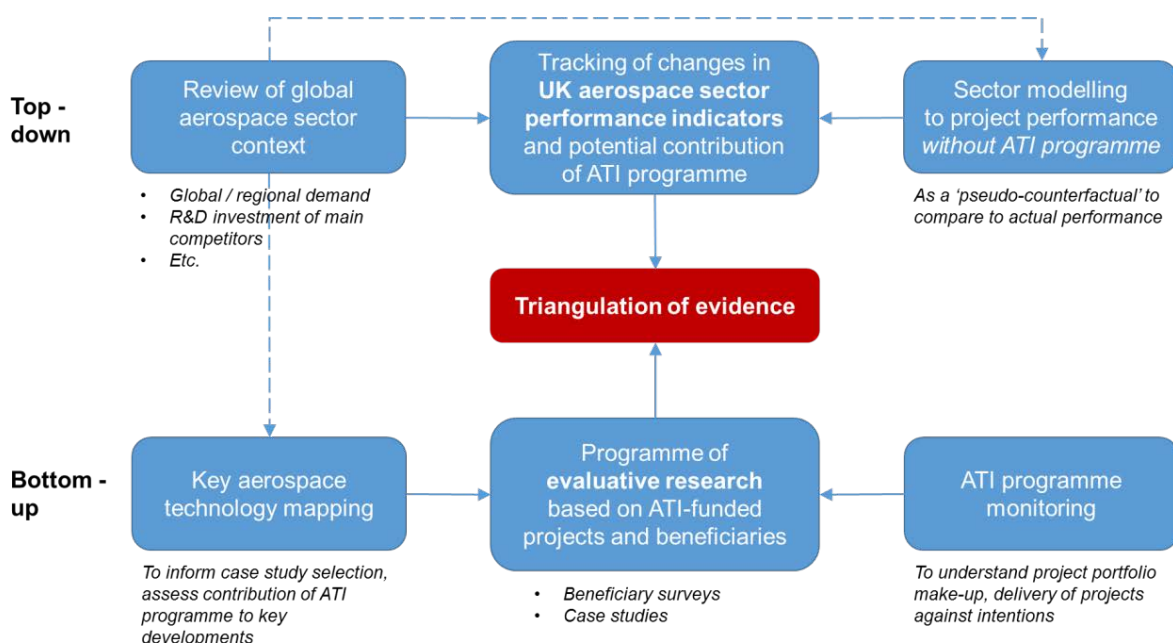 Top -
down
Review of global
aerospace sector
context
• Global / regional demand
• R&D investment of main
competitors
• Etc.
Tracking of changes in
UK aerospace sector
performance indicators
and potential contribution
of ATI programme
Sector modelling
to project performance
without ATI programme
As a ‘pseudo-counterfactual’ to
compare to actual performance
Triangulation of evidence
Bottom -
up
Key aerospace
technology mapping
To inform case study selection,
assess contribution of ATI
programme to key
developments
Programme of
evaluative research
based on ATI-funded
projects and beneficiaries
• Beneficiary surveys
• Case studies
ATI programme
monitoring
To understand project portfolio
make-up, delivery of projects
against intentions